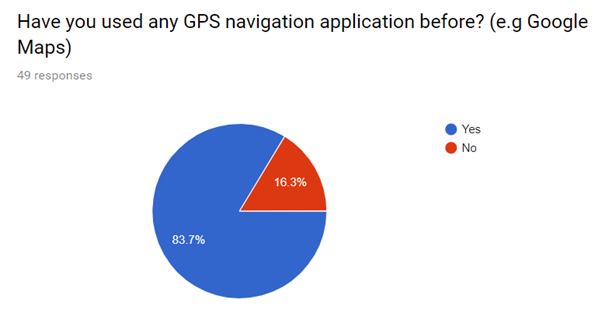 Have you used any GPS navigation application before? (e.g Google
Maps)
49 responses
Yes
No
16.3%
83.7%